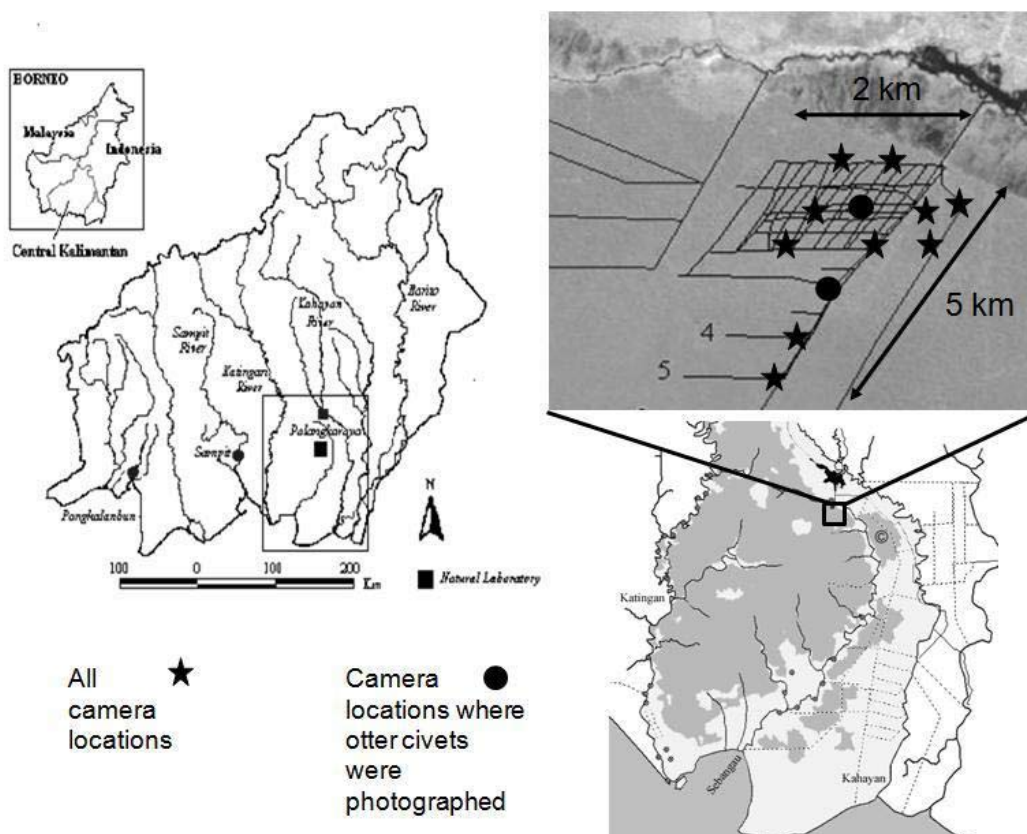 BORNEO
Malaysia
Indonesia
Central Kalimantan
Barito
River
Kahayan
River
Sampit
River
Katingan
River
Palangkaraya
Sampit
Pangkalanbun
N
100 0 100 200
Km
Natural Laboratory
2 km
5 km
4
5
©
Katingan
Sebangau
Kahayan
All
camera
locations
Camera
locations where
otter civets
were
photographed